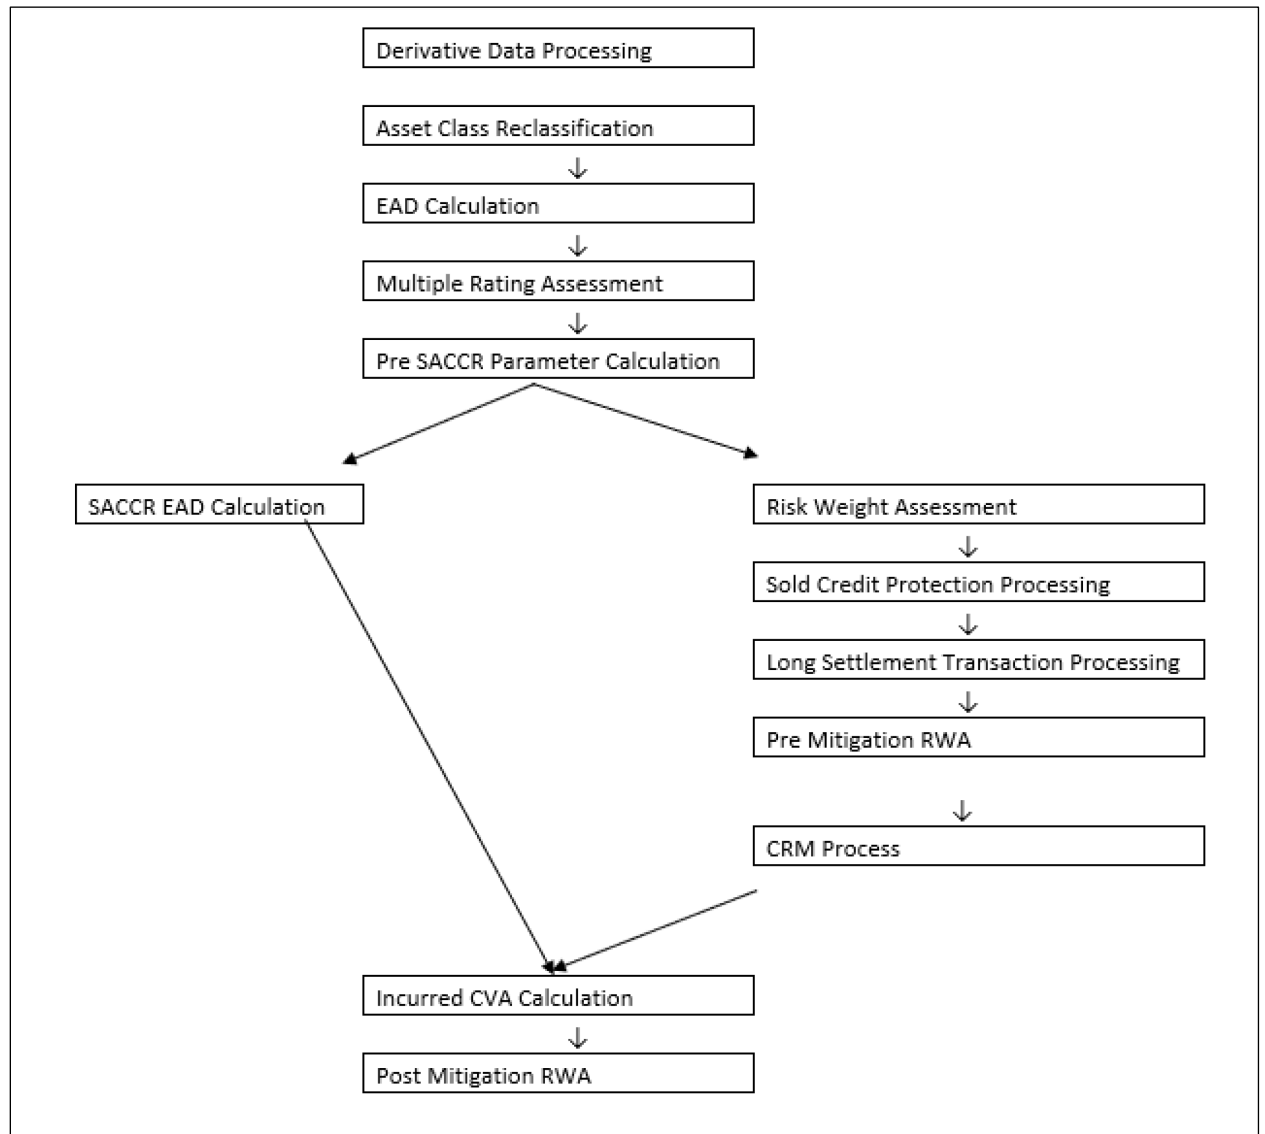 Derivative Data Processing
Asset Class Reclassification
EAD Calculation
Multiple Rating Assessment
Pre SACCR Parameter Calculation
SACCR EAD Calculation
Risk Weight Assessment
Sold Credit Protection Processing
Long Settlement Transaction Processing
Pre Mitigation RWA
CRM Process
Incurred CVA Calculation
Post Mitigation RWA